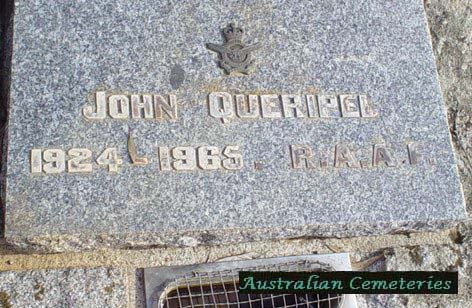 JOHN QUERIPEL
1924 - 1965. R.A.A.F.
Australian Cemeteries